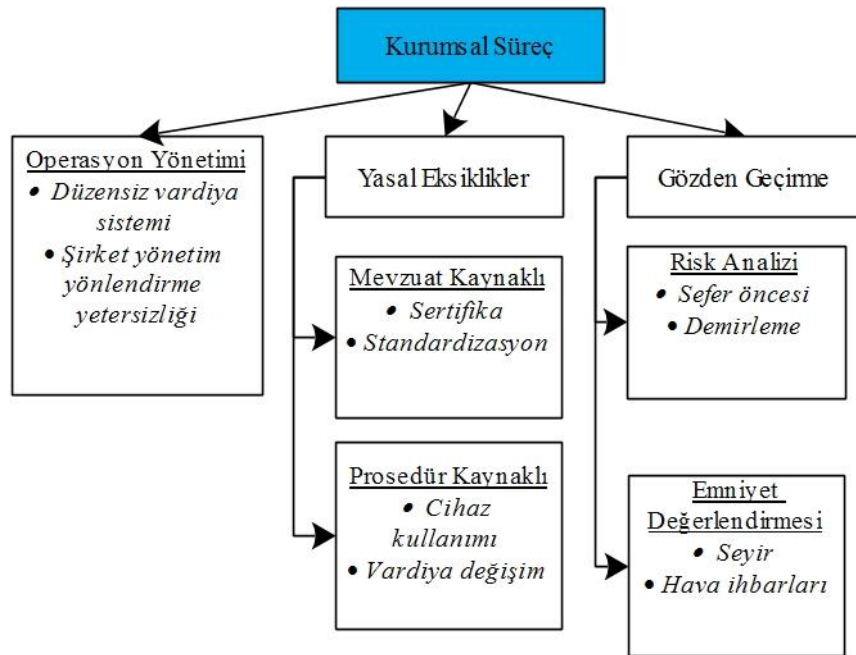 Kurumsal Süreç
Operasyon Yönetimi
• Düzensiz vardiya
sistemi
• Şirket yönetim
yönlendirme
yetersizliği
Yasal Eksiklikler
Mevzuat Kaynaklı
• Sertifika
• Standardizasyon
Prosedür Kaynaklı
• Cihaz
kullanımı
• Vardiya değişim
Gözden Geçirme
Risk Analizi
• Sefer öncesi
• Demirleme
Emniyet
Değerlendirmesi
• Seyir
• Hava ihbarları